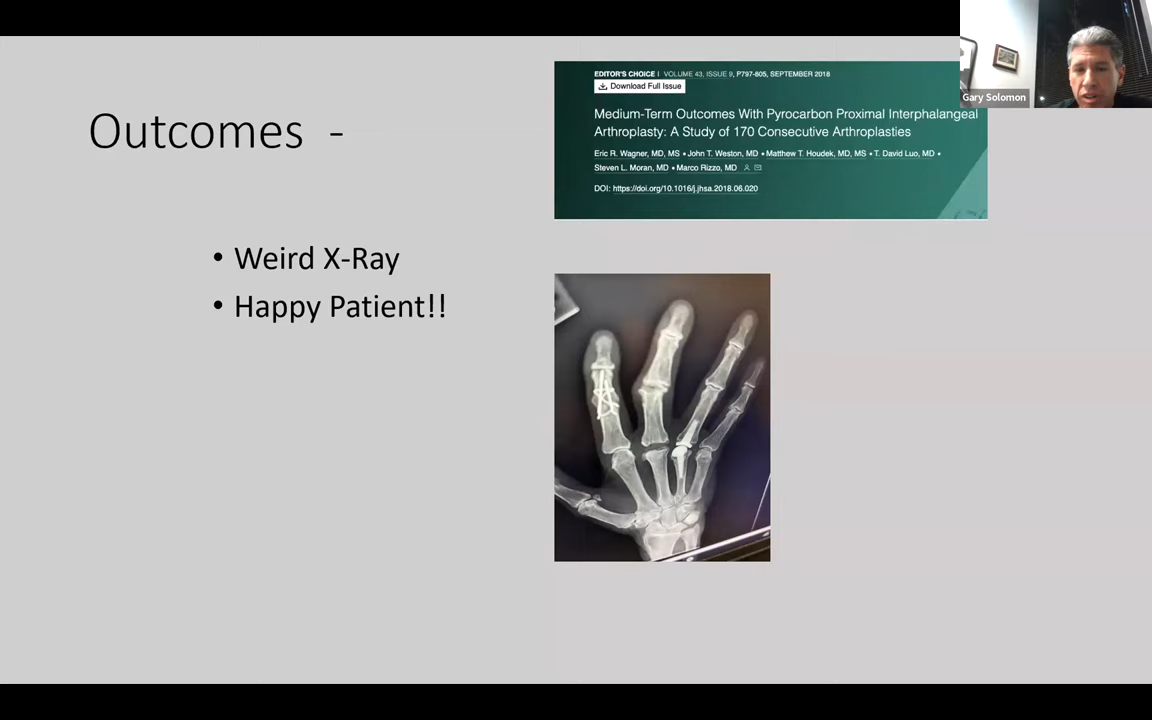 Outcomes -
• Weird X-Ray
• Happy Patient!!
EDITOR'S CHOICE | VOLUME 43, ISSUE 9, P797-805, SEPTEMBER 2018
Download Full Issue
Medium-Term Outcomes With Pyrocarbon Proximal Interphalangeal
Arthroplasty: A Study of 170 Consecutive Arthroplasties
Eric R. Wagner, MD, MS • John T. Weston, MD • Matthew T. Houdek, MD, MS • T. David Luo, MD •
Steven L. Moran, MD • Marco Rizzo, MD
DOI: https://doi.org/10.1016/j.jhsa.2018.06.020
Gary Solomon